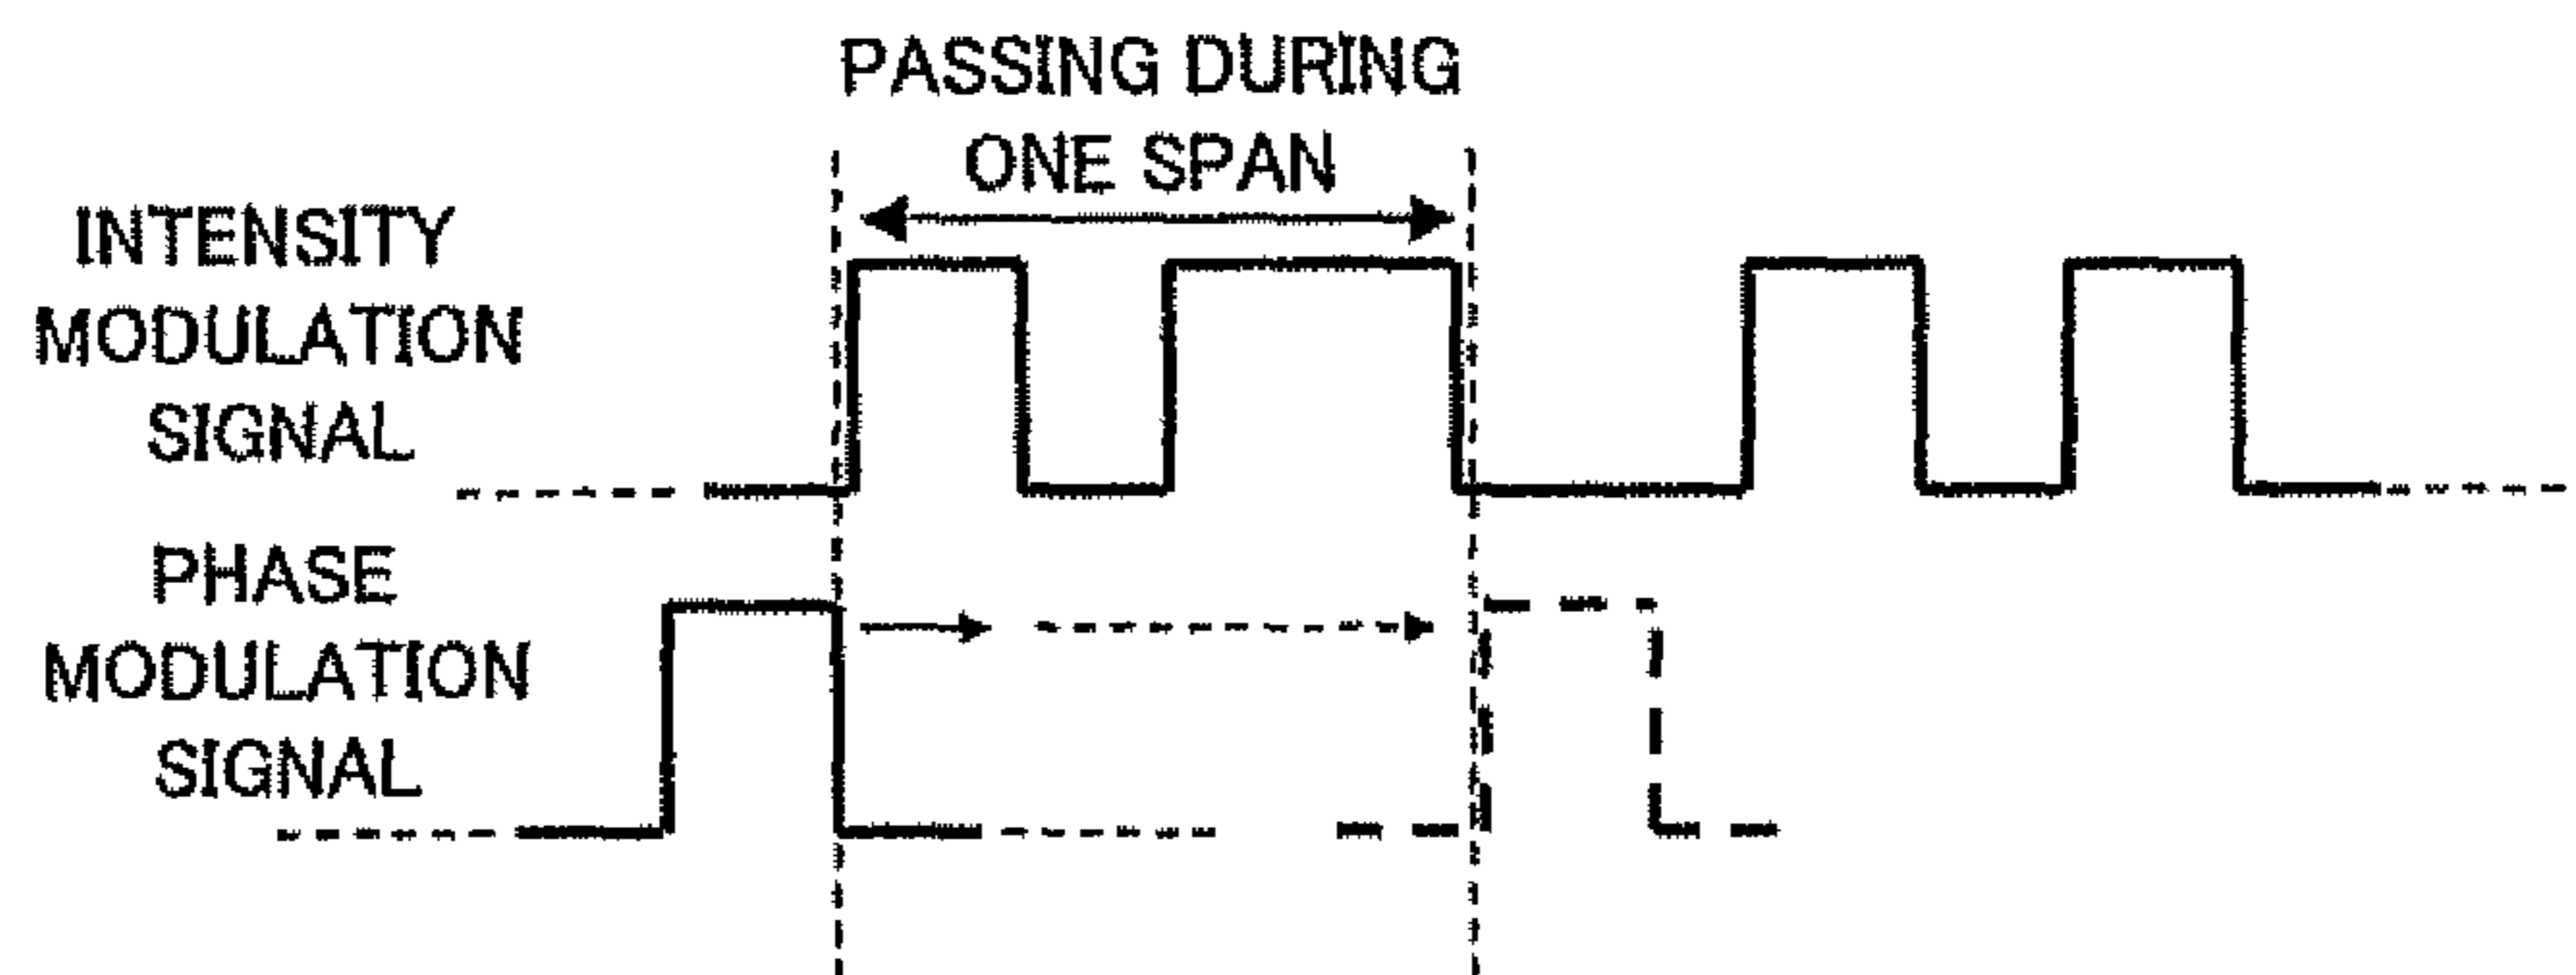 PASSING DURING
ONE SPAN
INTENSITY
MODULATION
SIGNAL
PHASE
MODULATION
SIGNAL